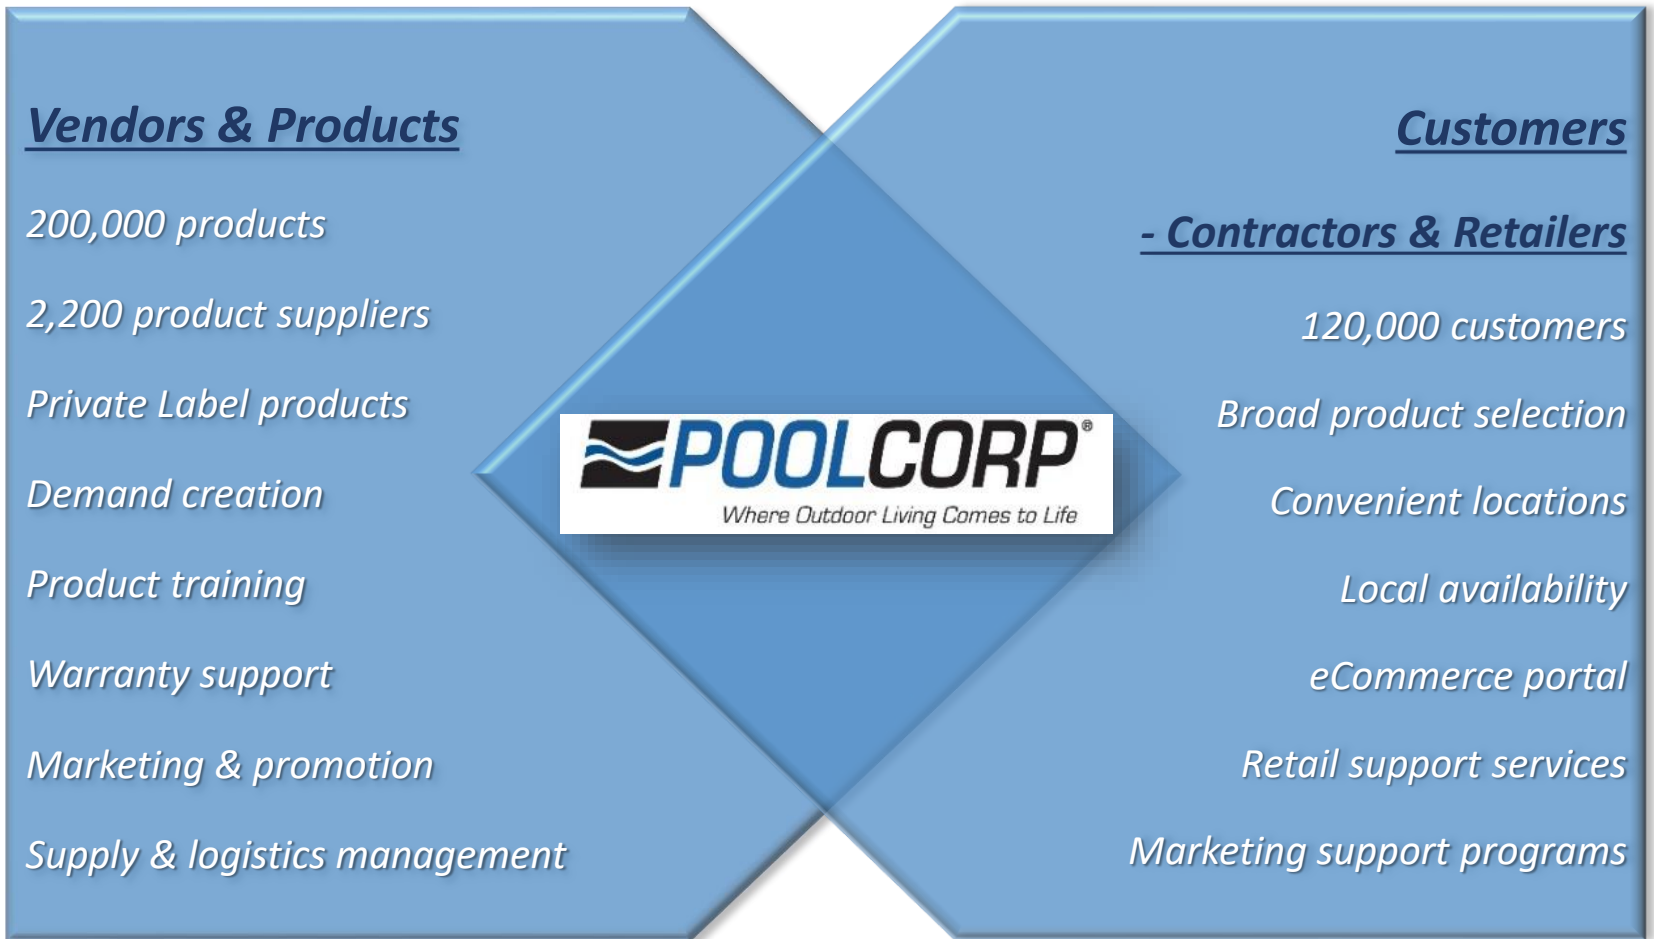 Vendors & Products
200,000 products
2,200 product suppliers
Private Label products
Demand creation
Product training
Warranty support
Marketing & promotion
Supply & logistics management
POOLCORP®
Where Outdoor Living Comes to Life
Customers
- Contractors & Retailers
120,000 customers
Broad product selection
Convenient locations
Local availability
eCommerce portal
Retail support services
Marketing support programs